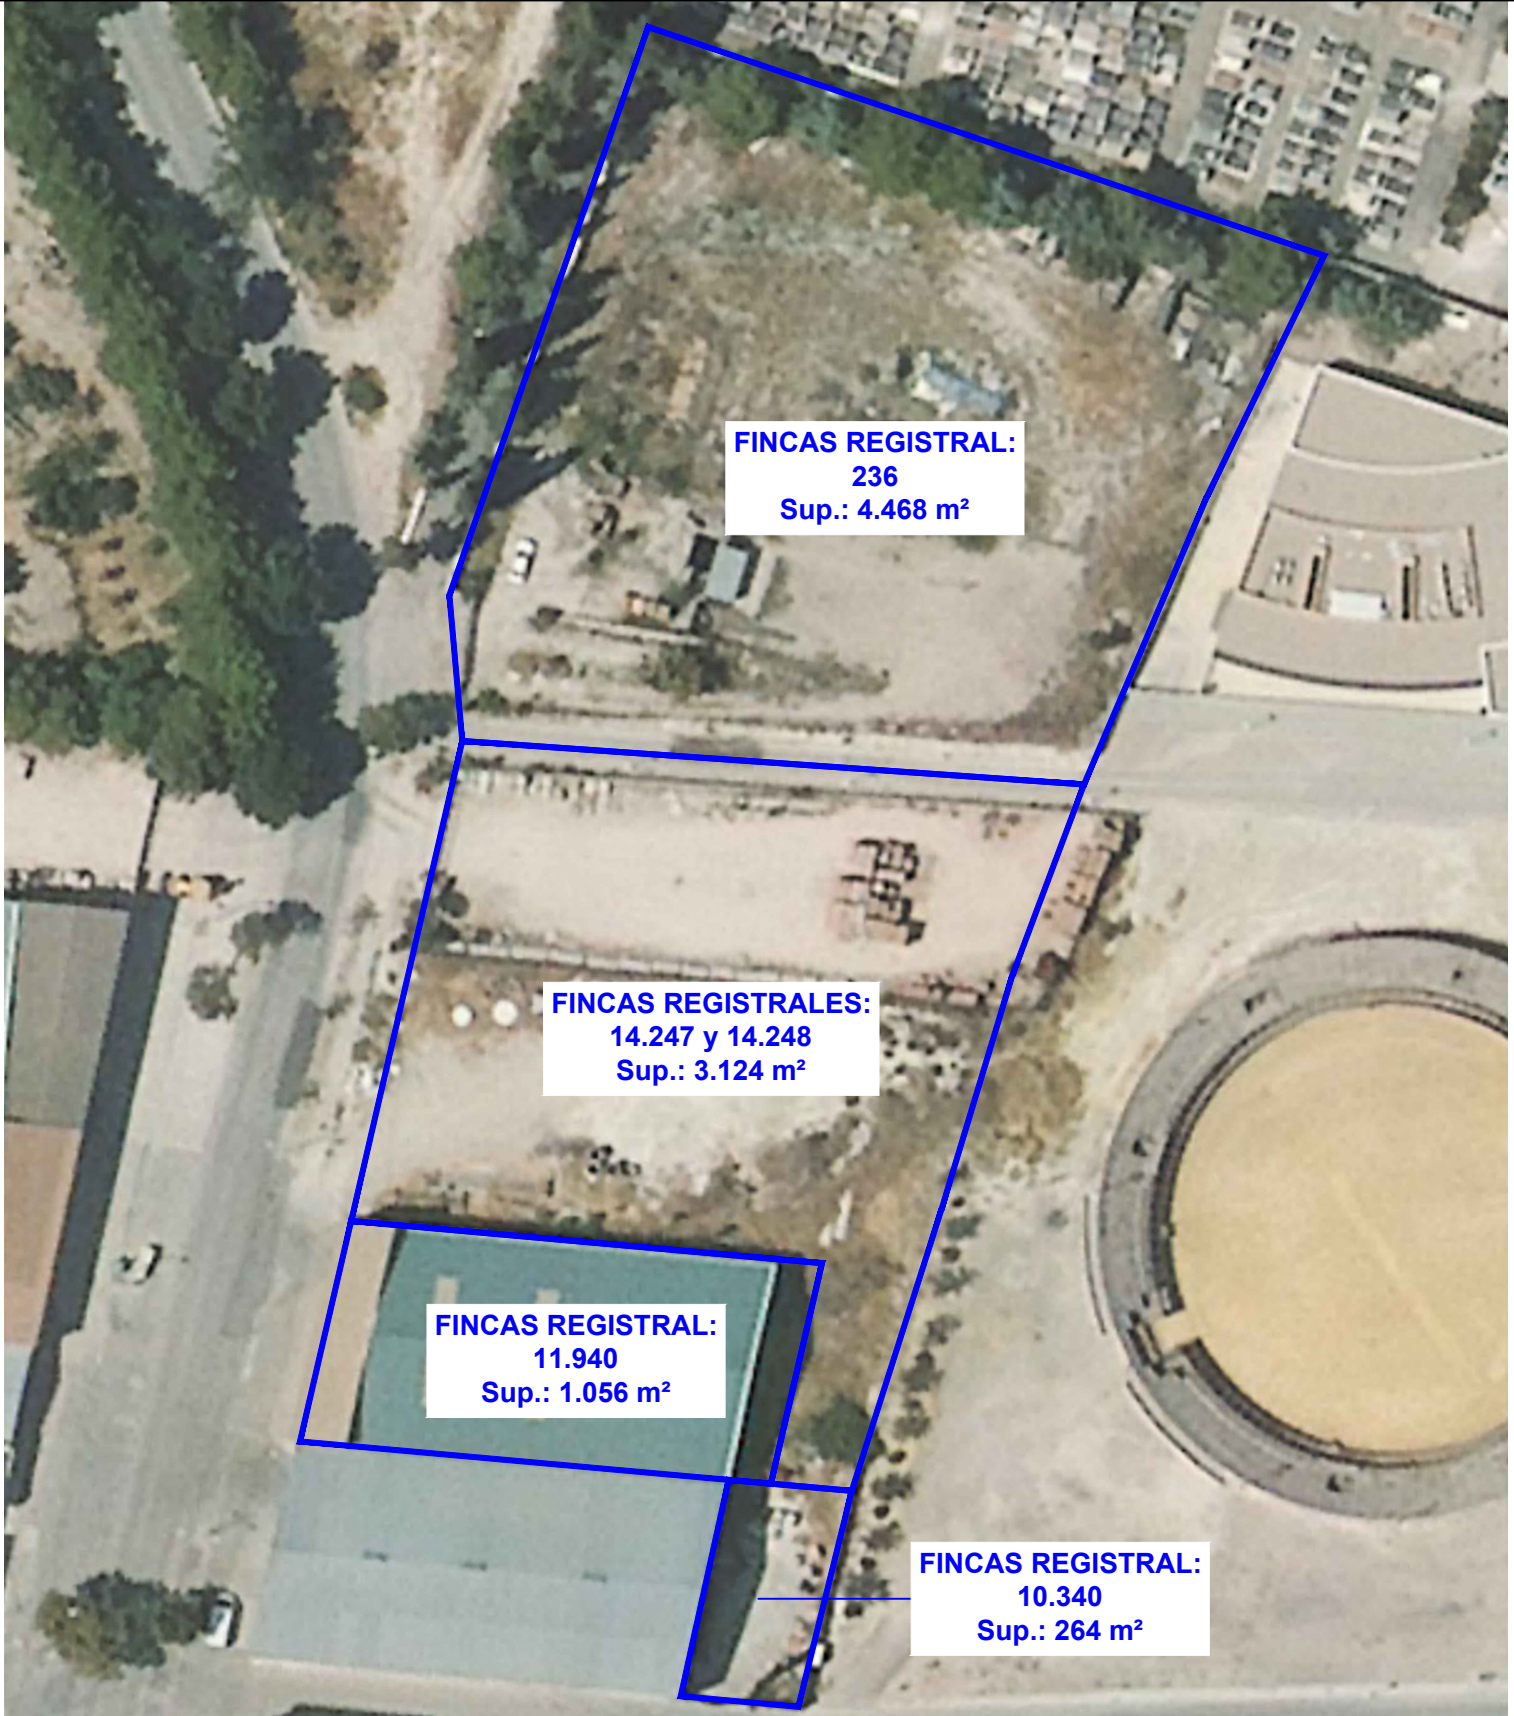 FINCAS REGISTRAL:
236
Sup.: 4.468 m²
FINCAS REGISTRALES:
14.247 y 14.248
Sup.: 3.124 m²
FINCAS REGISTRAL:
11.940
Sup.: 1.056 m²
FINCAS REGISTRAL:
10.340
Sup.: 264 m²